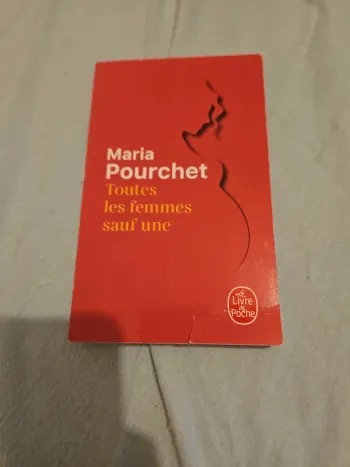 Maria
Pourchet
Toutes
les femmes
sauf une
Le
Livre
de
Poche